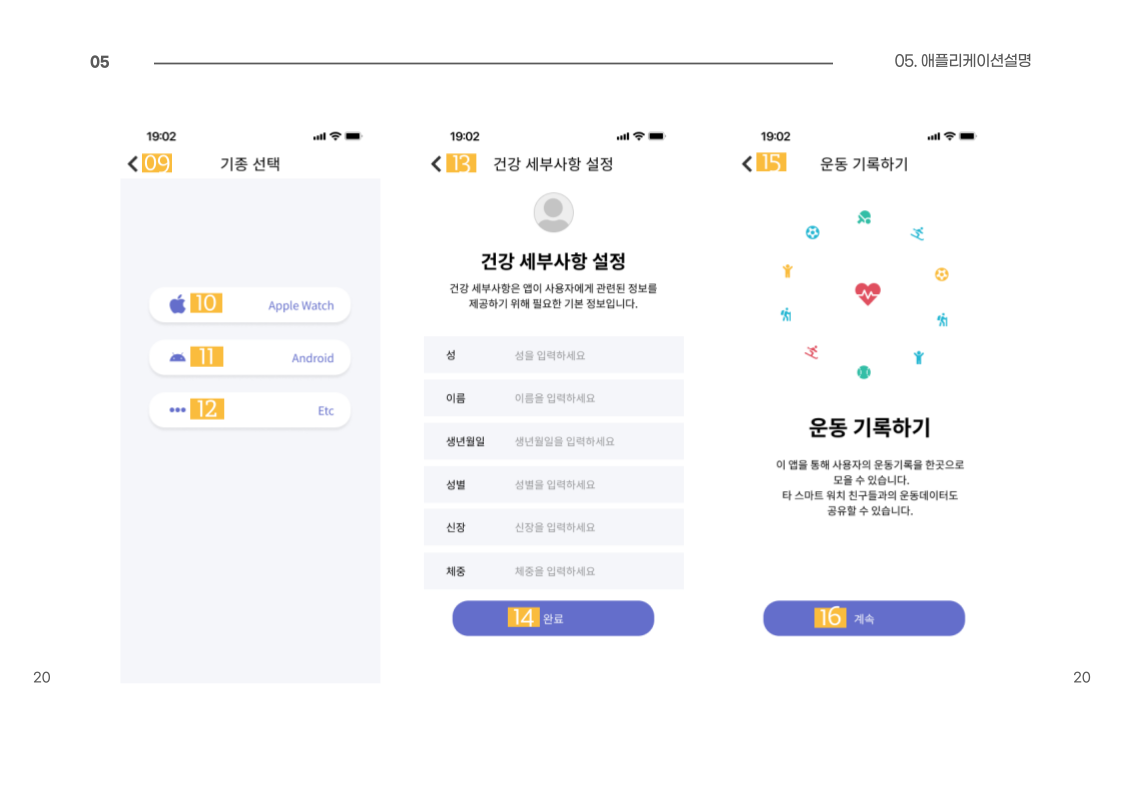 05
05. 애플리케이션설명
19:02
09
기종 선택
10
Apple Watch
11
Android
12
Etc
19:02
13
건강 세부사항 설정
건강 세부사항 설정
건강 세부사항은 앱이 사용자에게 관련된 정보를
제공하기 위해 필요한 기본 정보입니다.
성 성을 입력하세요
이름 이름을 입력하세요
생년월일 생년월일을 입력하세요
성별 성별을 입력하세요
신장 신장을 입력하세요
체중 체중을 입력하세요
14 완료
19:02
15
운동 기록하기
운동 기록하기
이 앱을 통해 사용자의 운동기록을 한곳으로
모을 수 있습니다.
타 스마트 워치 친구들과의 운동데이터도
공유할 수 있습니다.
16 계속
20
20